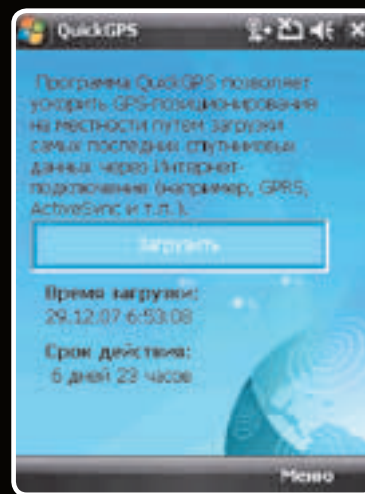 QuickGPS
Программа QuickGPS позволяет
ускорить GPS-позиционирование
на местности путем загрузки
самых последних спутниковых
данных через Интернет-
подключение (например, GPRS,
ActiveSync и т.п.).
Загрузить
Время загрузки:
29.12.07 6:53:08
Срок действия:
6 дней 23 часов
Меню